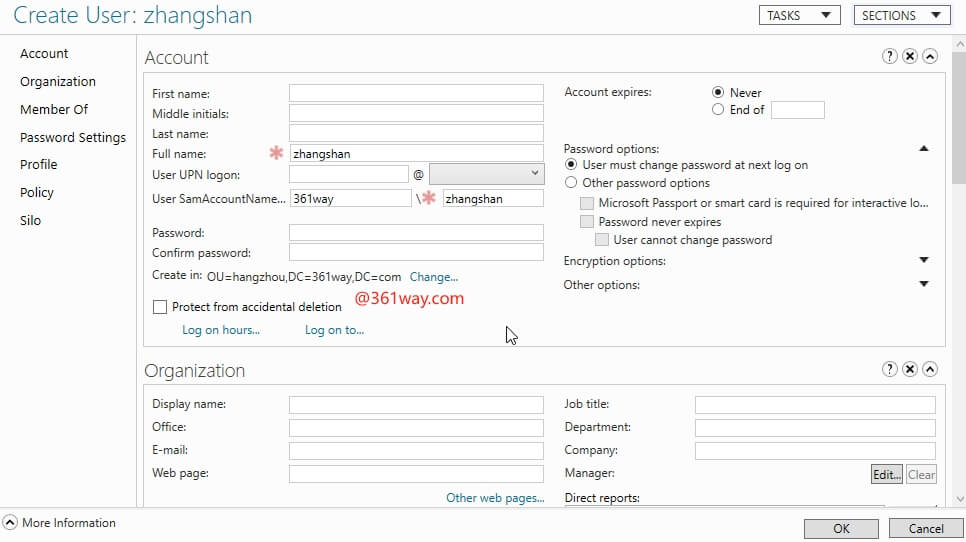 Create User: zhangshan
TASKS
SECTIONS
Account
Organization
Member Of
Password Settings
Profile
Policy
Silo
Account
First name:
Middle initials:
Last name:
Full name: * zhangshan
User UPN logon: @
User SamAccountName... 361way \* zhangshan
Password:
Confirm password:
Create in: OU=hangzhou,DC=361way,DC=com Change...
Protect from accidental deletion
@361way.com
Log on hours... Log on to...
Account expires: Never
End of
Password options:
User must change password at next log on
Other password options
Microsoft Passport or smart card is required for interactive lo...
Password never expires
User cannot change password
Encryption options:
Other options:
Organization
Display name:
Office:
E-mail:
Web page:
Other web pages...
Job title:
Department:
Company:
Manager: Edit... Clear
Direct reports:
More Information
OK Cancel